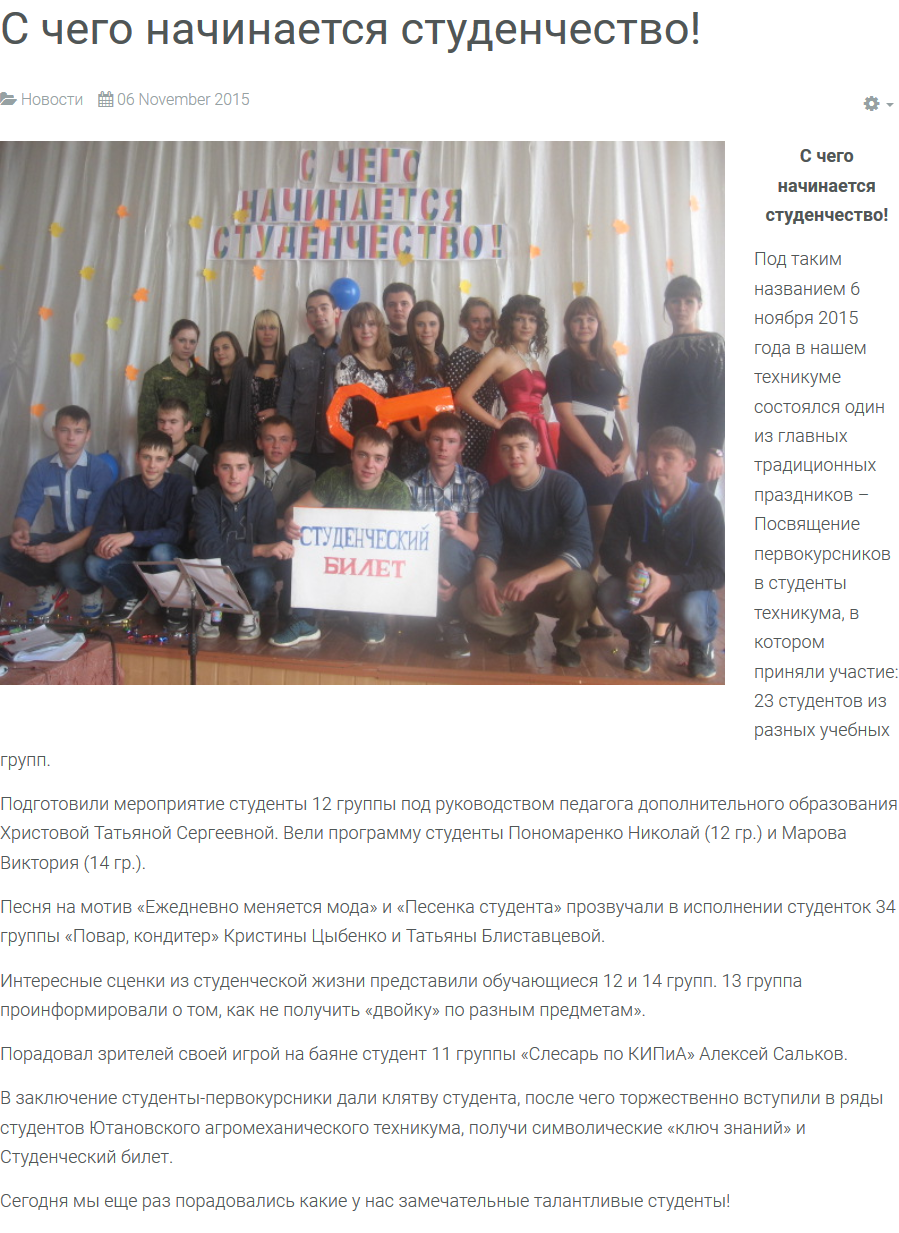 С чего начинается студенчество!
Новости 06 November 2015
С ЧЕГО
НАЧИНАЕТСЯ
СТУДЕНЧЕСТВО!
СТУДЕНЧЕСКИЙ
БИЛЕТ
С чего
начинается
студенчество!
Под таким
названием 6
ноября 2015
года в нашем
техникуме
состоялся один
из главных
традиционных
праздников –
Посвящение
первокурсников
в студенты
техникума, в
котором
приняли участие:
23 студентов из
разных учебных
групп.
Подготовили мероприятие студенты 12 группы под руководством педагога дополнительного образования
Христовой Татьяной Сергеевной. Вели программу студенты Пономаренко Николай (12 гр.) и Марова
Виктория (14 гр.).
Песня на мотив «Ежедневно меняется мода» и «Песенка студента» прозвучали в исполнении студенток 34
группы «Повар, кондитер» Кристины Цыбенко и Татьяны Блиставцевой.
Интересные сценки из студенческой жизни представили обучающиеся 12 и 14 групп. 13 группа
проинформировали о том, как не получить «двойку» по разным предметам».
Порадовал зрителей своей игрой на баяне студент 11 группы «Слесарь по КИПиА» Алексей Сальков.
В заключение студенты-первокурсники дали клятву студента, после чего торжественно вступили в ряды
студентов Ютановского агромеханического техникума, получи символические «ключ знаний» и
Студенческий билет.
Сегодня мы еще раз порадовались какие у нас замечательные талантливые студенты!